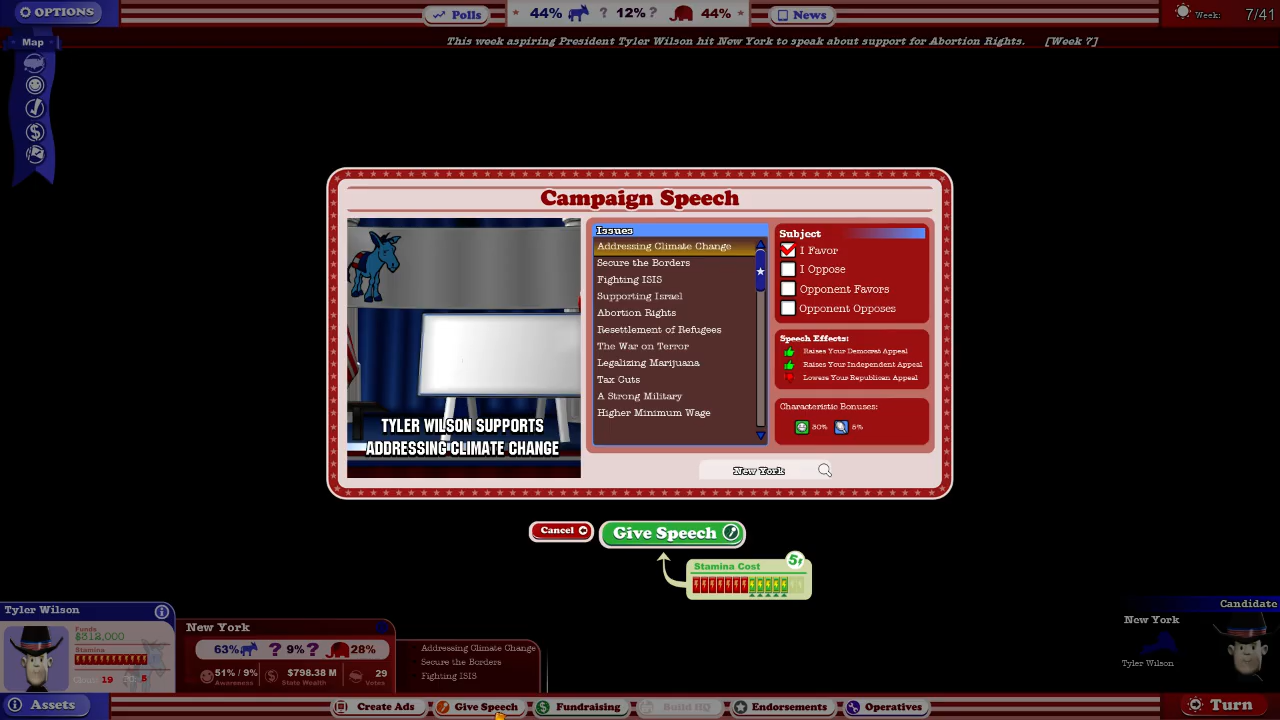 OPTIONS
Polls
44% ? 12% ? 44%
News
Week: 7/41
Map
This week aspiring President Tyler Wilson hit New York to speak about support for Abortion Rights. [Week 7]
Campaign Speech
Issues
Addressing Climate Change
Secure the Borders
Fighting ISIS
Supporting Israel
Abortion Rights
Resettlement of Refugees
The War on Terror
Legalizing Marijuana
Tax Cuts
A Strong Military
Higher Minimum Wage
Subject
I Favor
I Oppose
Opponent Favors
Opponent Opposes
Speech Effects:
Raises Your Democrat Appeal
Raises Your Independent Appeal
Lowers Your Republican Appeal
Characteristic Bonuses:
30% 5%
TYLER WILSON SUPPORTS
ADDRESSING CLIMATE CHANGE
New York
Cancel
Give Speech
Stamina Cost 5
Tyler Wilson
Funds
$312,000
Stamina
19 5
New York
63% ? 9% ? 28%
51% / 9%
Awareness
$798.38 M
State Wealth
29
Votes
Addressing Climate Change
Secure the Borders
Fighting ISIS
Candidate
New York
Tyler Wilson
Assets
Create Ads
Give Speech
Fundraising
Build HQ
Endorsements
Operatives
Turn